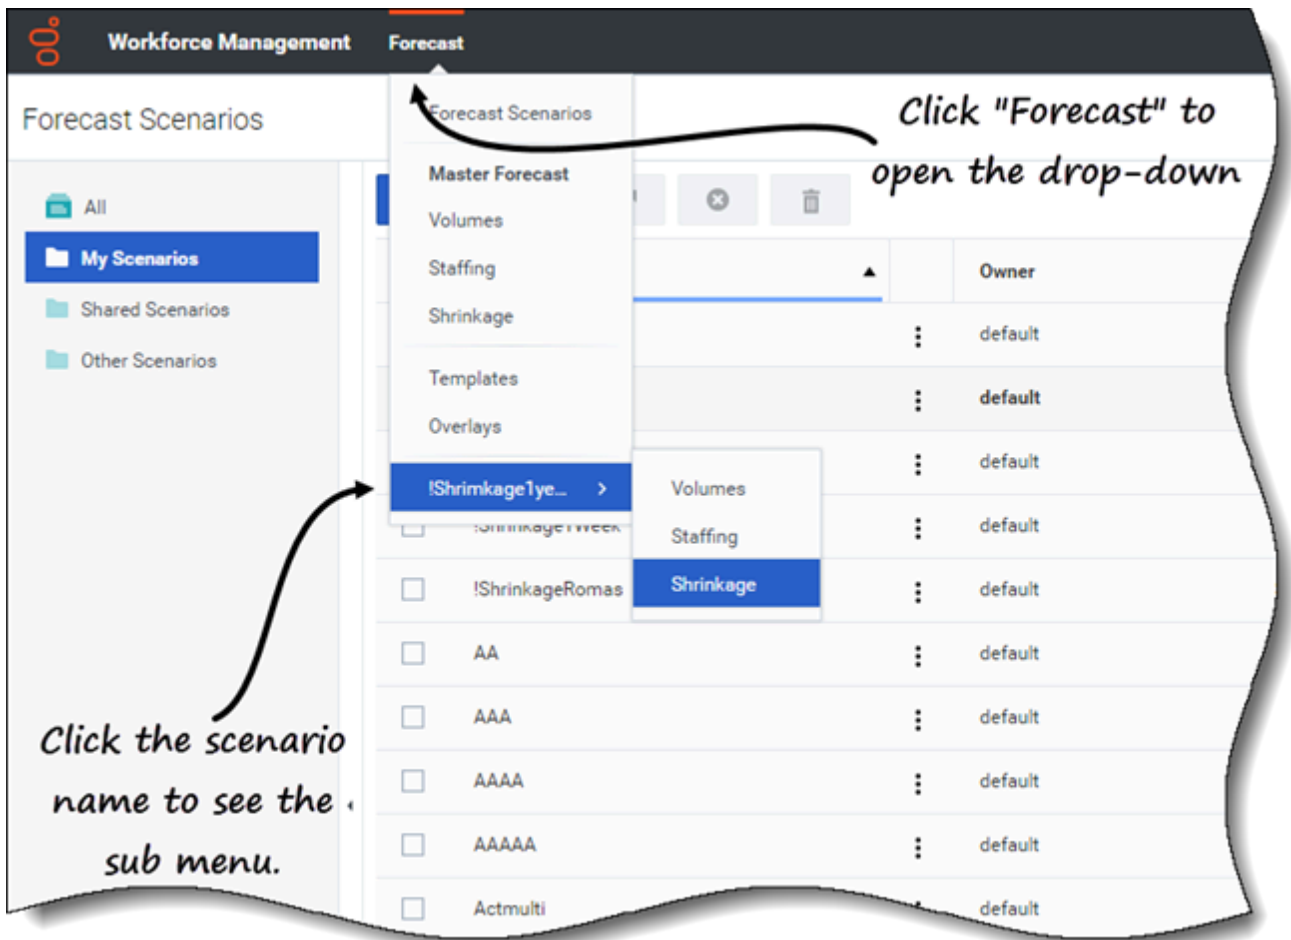 Workforce Management Forecast
Forecast Scenarios
Click "Forecast" to
open the drop-down
All
My Scenarios
Shared Scenarios
Other Scenarios
Forecast Scenarios
Master Forecast
Volumes
Staffing
Shrinkage
Templates
Overlays
!Shrimkage1ye... >
Volumes
Staffing
Shrinkage
Owner
default
default
default
!Shrinkage1Week default
!ShrinkageRomas default
AA default
AAA default
AAAA default
AAAAA default
Actmulti default
Click the scenario
name to see the
sub menu.